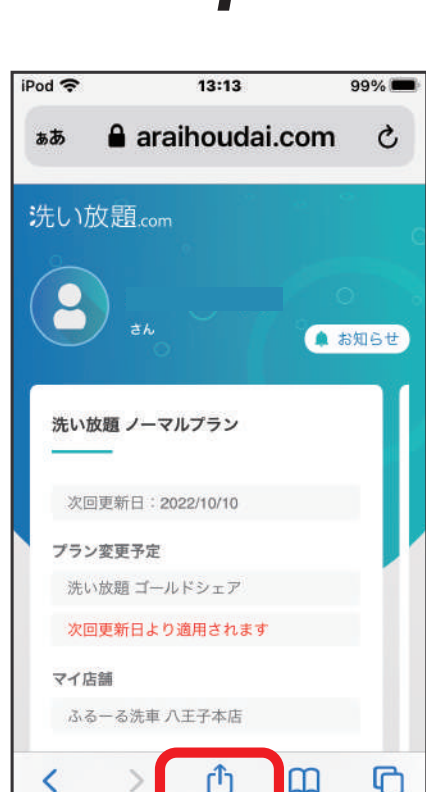 iPod 13:13 99%
ああ araihoudai.com
洗い放題.com
さん
お知らせ
洗い放題 ノーマルプラン
次回更新日：2022/10/10
プラン変更予定
洗い放題 ゴールドシェア
次回更新日より適用されます
マイ店舗
ふるーる洗車 八王子本店